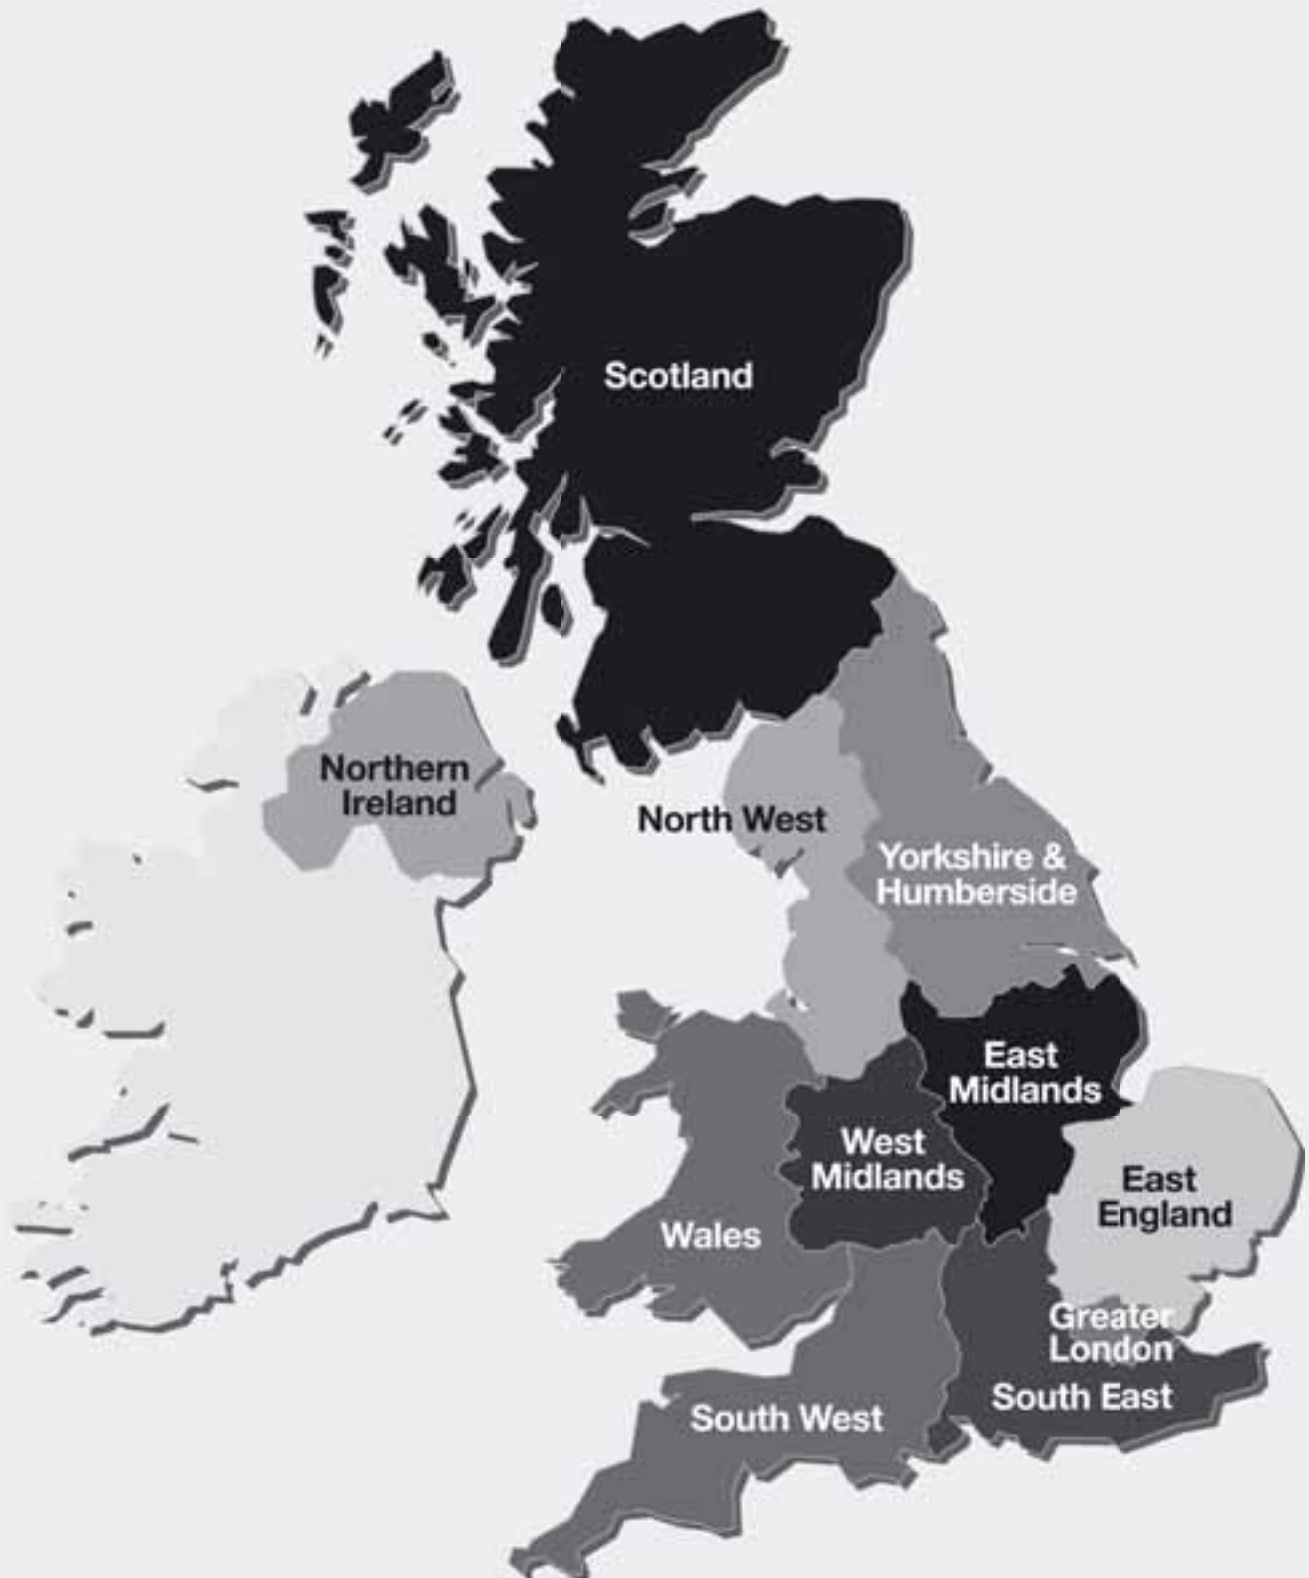 Scotland
Northern
Ireland
North West
Yorkshire &
Humberside
East
Midlands
West
Midlands
East
England
Wales
Greater
London
South East
South West